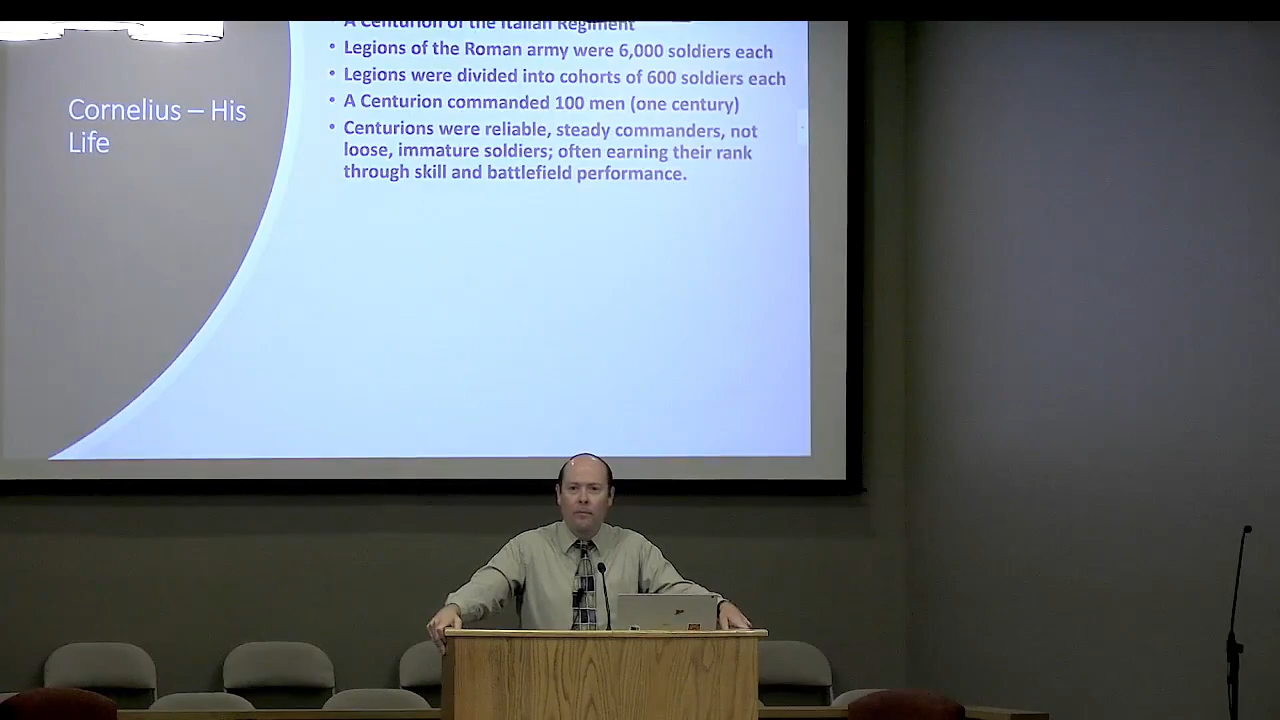 A Centurion of the Italian Regiment
• Legions of the Roman army were 6,000 soldiers each
• Legions were divided into cohorts of 600 soldiers each
• A Centurion commanded 100 men (one century)
• Centurions were reliable, steady commanders, not
loose, immature soldiers; often earning their rank
through skill and battlefield performance.
Cornelius – His
Life